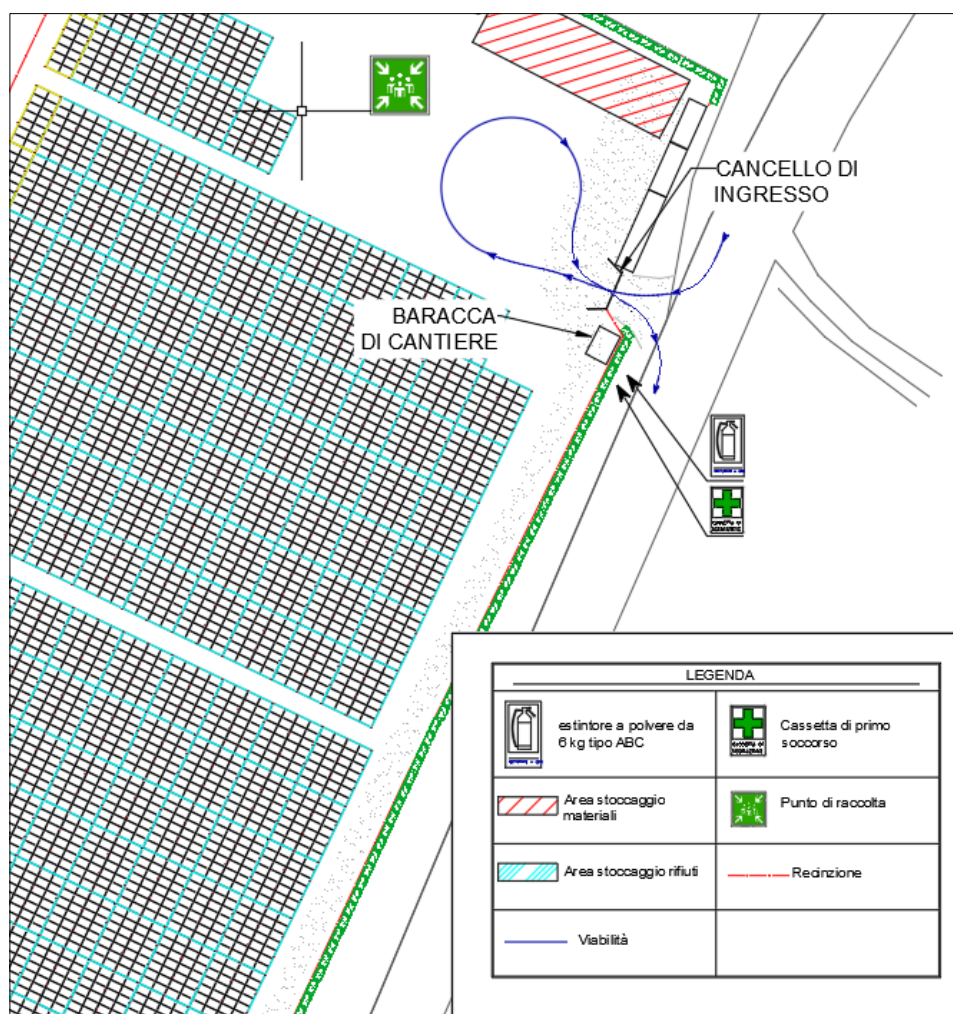 CANCELLO DI
INGRESSO
BARACCA
DI CANTIERE
LEGENDA
estintore a polvere da
6 kg tipo ABC
Cassetta di primo
soccorso
Area stoccaggio
materiali
Punto di raccolta
Area stoccaggio rifiuti
Recinzione
Viabilità